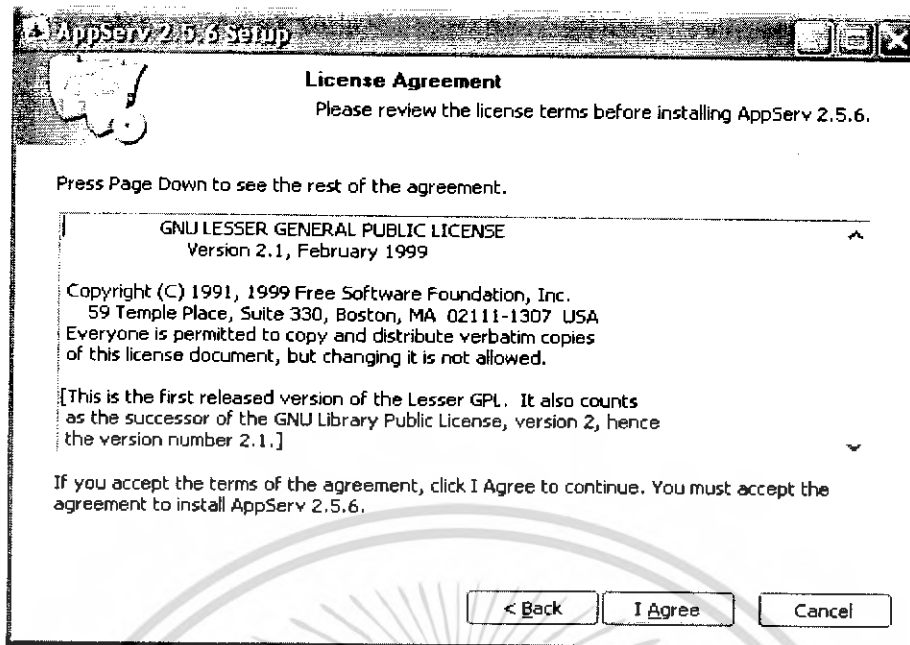 AppServ 2.5.6 Setup
License Agreement
Please review the license terms before installing AppServ 2.5.6.
Press Page Down to see the rest of the agreement.
GNU LESSER GENERAL PUBLIC LICENSE
Version 2.1, February 1999
Copyright (C) 1991, 1999 Free Software Foundation, Inc.
59 Temple Place, Suite 330, Boston, MA 02111-1307 USA
Everyone is permitted to copy and distribute verbatim copies
of this license document, but changing it is not allowed.
[This is the first released version of the Lesser GPL. It also counts
as the successor of the GNU Library Public License, version 2, hence
the version number 2.1.]
If you accept the terms of the agreement, click I Agree to continue. You must accept the
agreement to install AppServ 2.5.6.
< Back
I Agree
Cancel